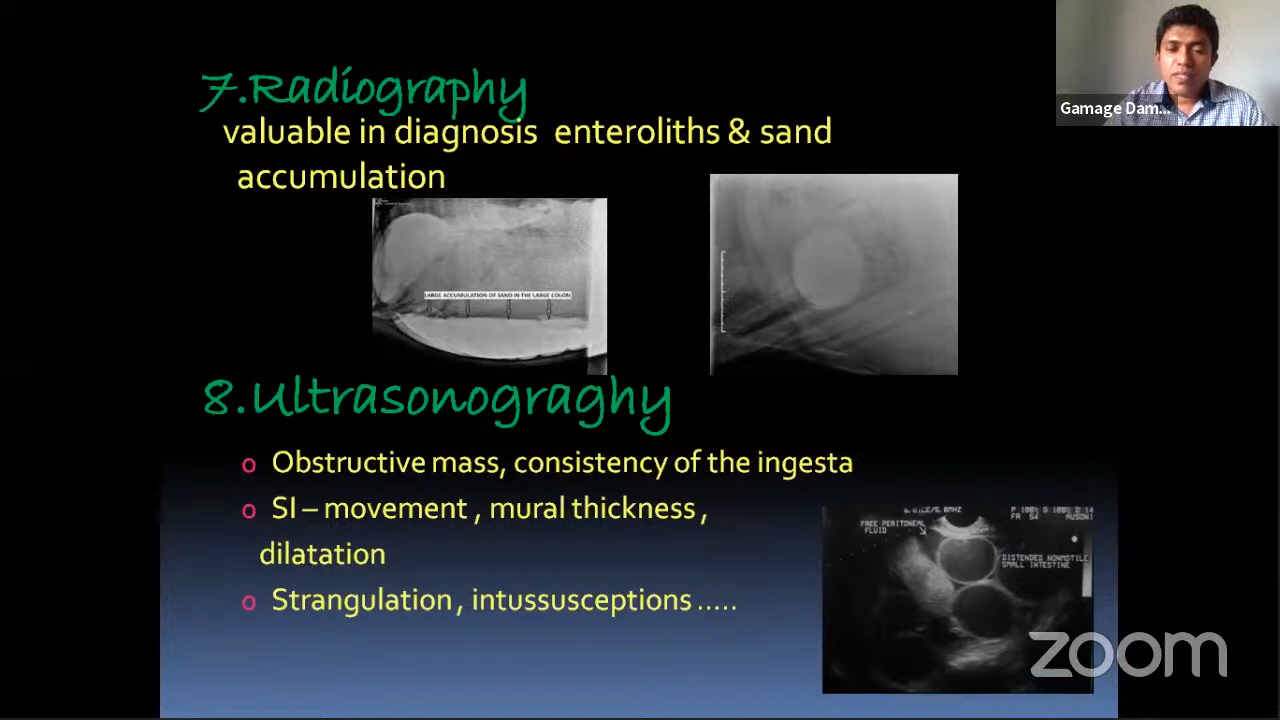 7.Radiography
Gamage Dam...
valuable in diagnosis enteroliths & sand
accumulation
LARGE ACCUMULATION OF SAND IN THE LARGE COLON
8.Ultrasonograghy
o Obstructive mass, consistency of the ingesta
o SI – movement , mural thickness ,
dilatation
o Strangulation , intussusceptions .....
FREE PERITONEAL
FLUID
DISTENDED NONMOTILE
SMALL INTESTINE
zoom